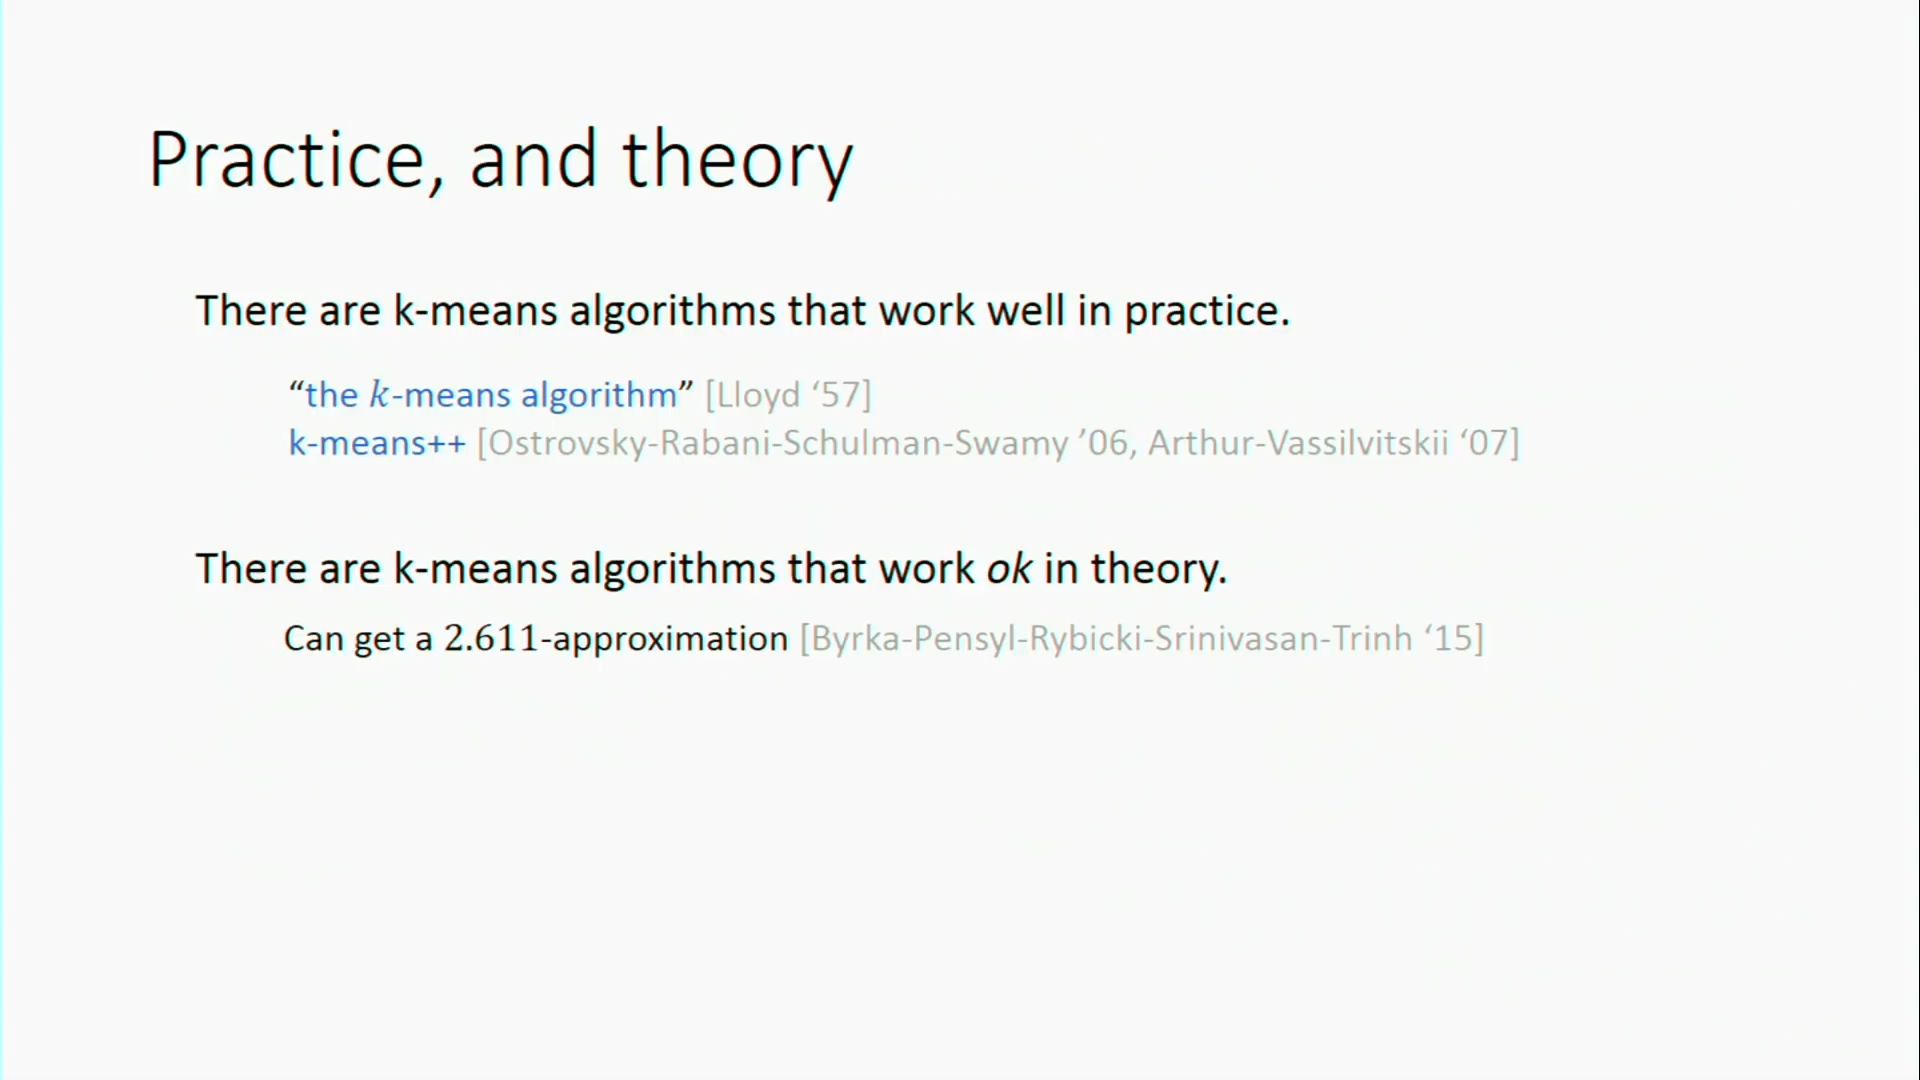 Practice, and theory
There are k-means algorithms that work well in practice.
“the k-means algorithm” [Lloyd ‘57]
k-means++ [Ostrovsky-Rabani-Schulman-Swamy ’06, Arthur-Vassilvitskii ‘07]
There are k-means algorithms that work ok in theory.
Can get a 2.611-approximation [Byrka-Pensyl-Rybicki-Srinivasan-Trinh ‘15]